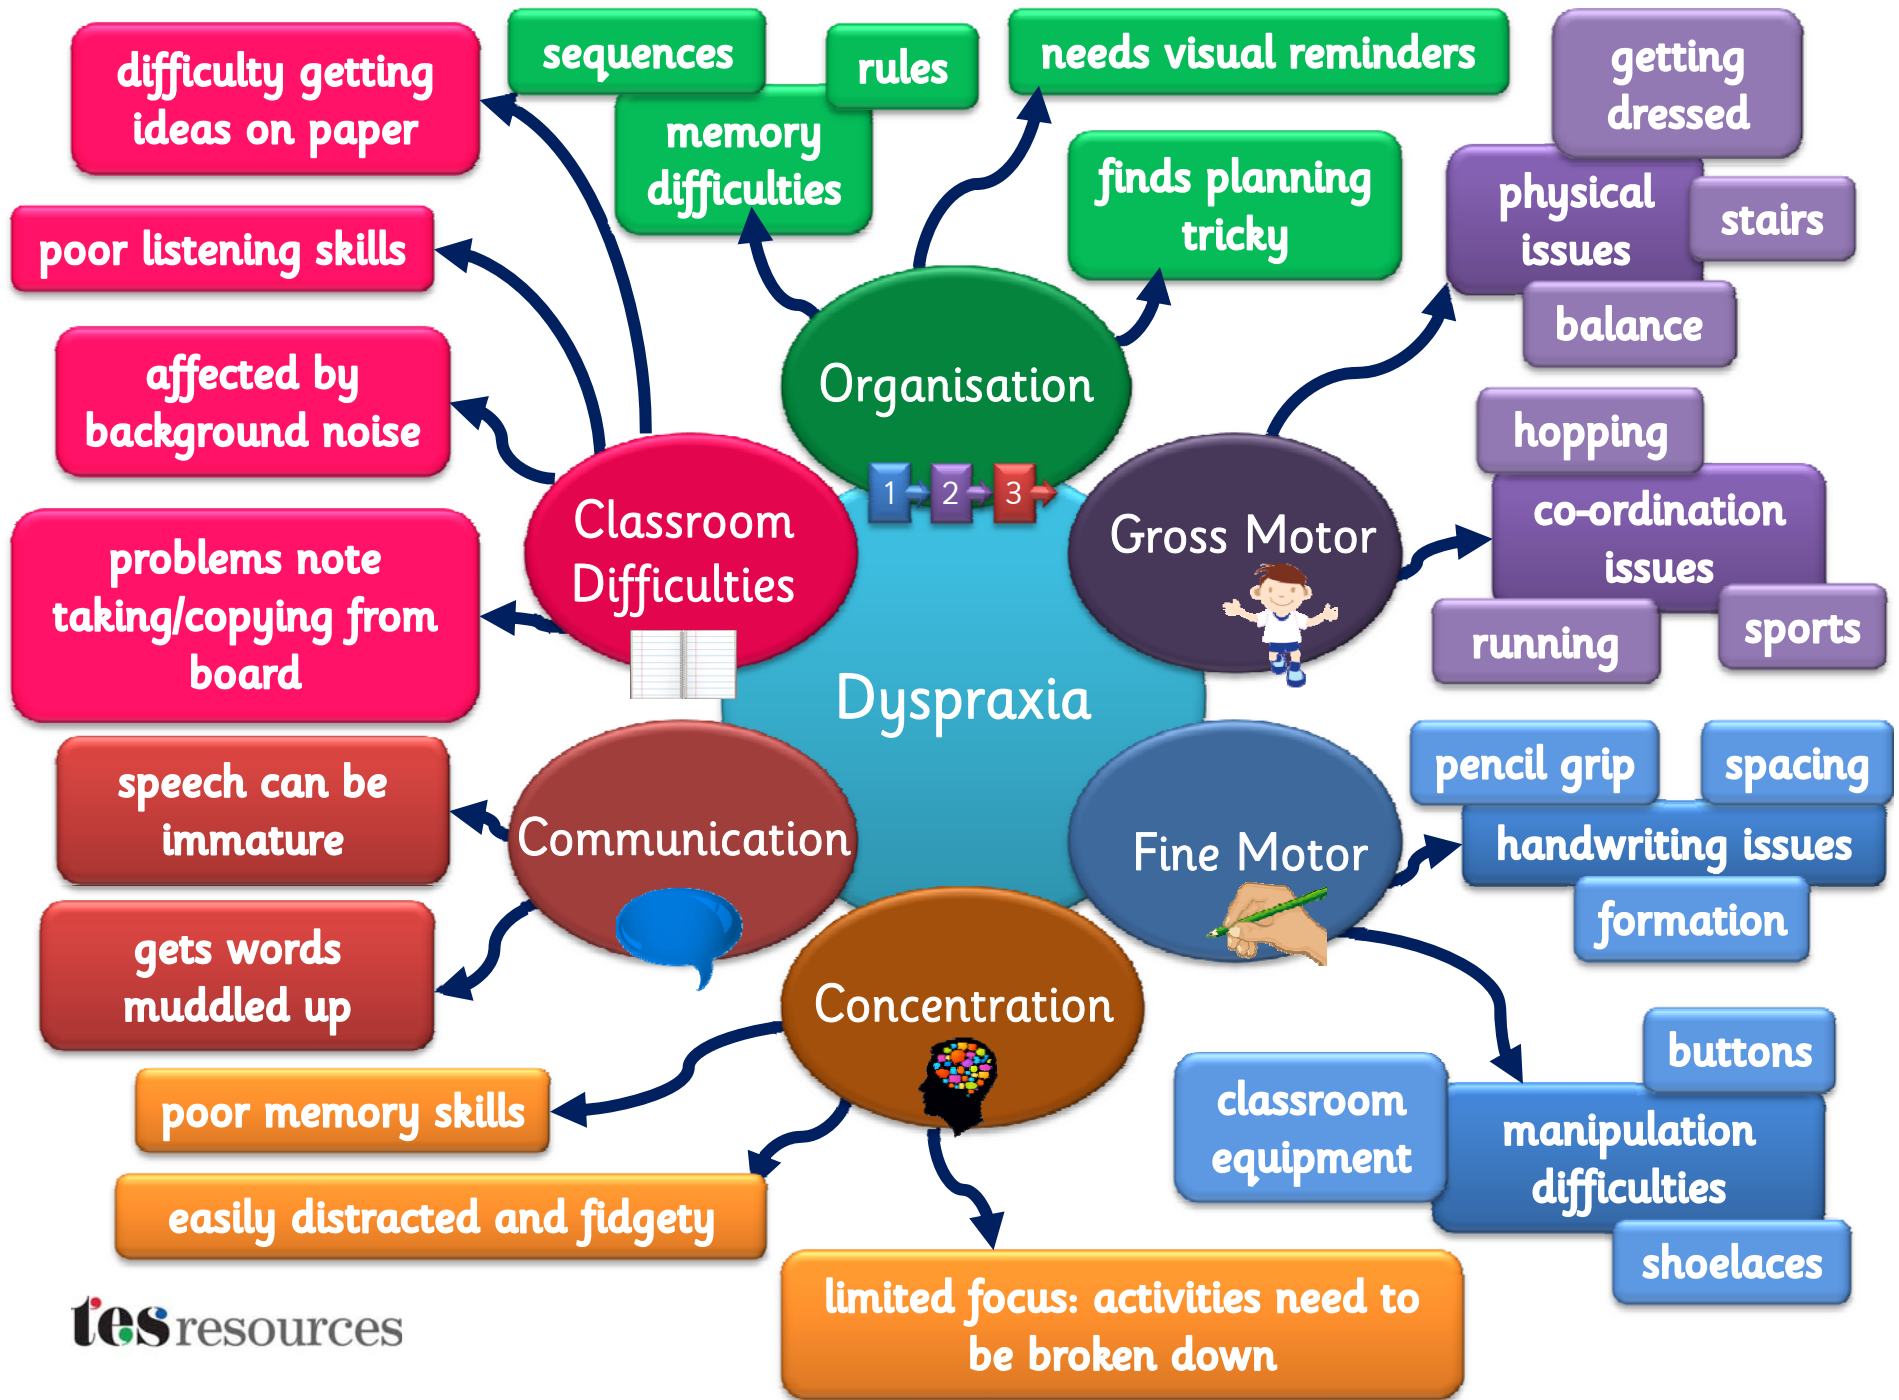 Dyspraxia
Organisation
1
2
3
memory
difficulties
sequences
rules
needs visual reminders
finds planning
tricky
Gross Motor
physical
issues
getting
dressed
stairs
balance
co-ordination
issues
hopping
running
sports
Fine Motor
handwriting issues
pencil grip
spacing
formation
manipulation
difficulties
buttons
classroom
equipment
shoelaces
Concentration
limited focus: activities need to
be broken down
easily distracted and fidgety
poor memory skills
Communication
gets words
muddled up
speech can be
immature
Classroom
Difficulties
problems note
taking/copying from
board
affected by
background noise
poor listening skills
difficulty getting
ideas on paper
tes resources